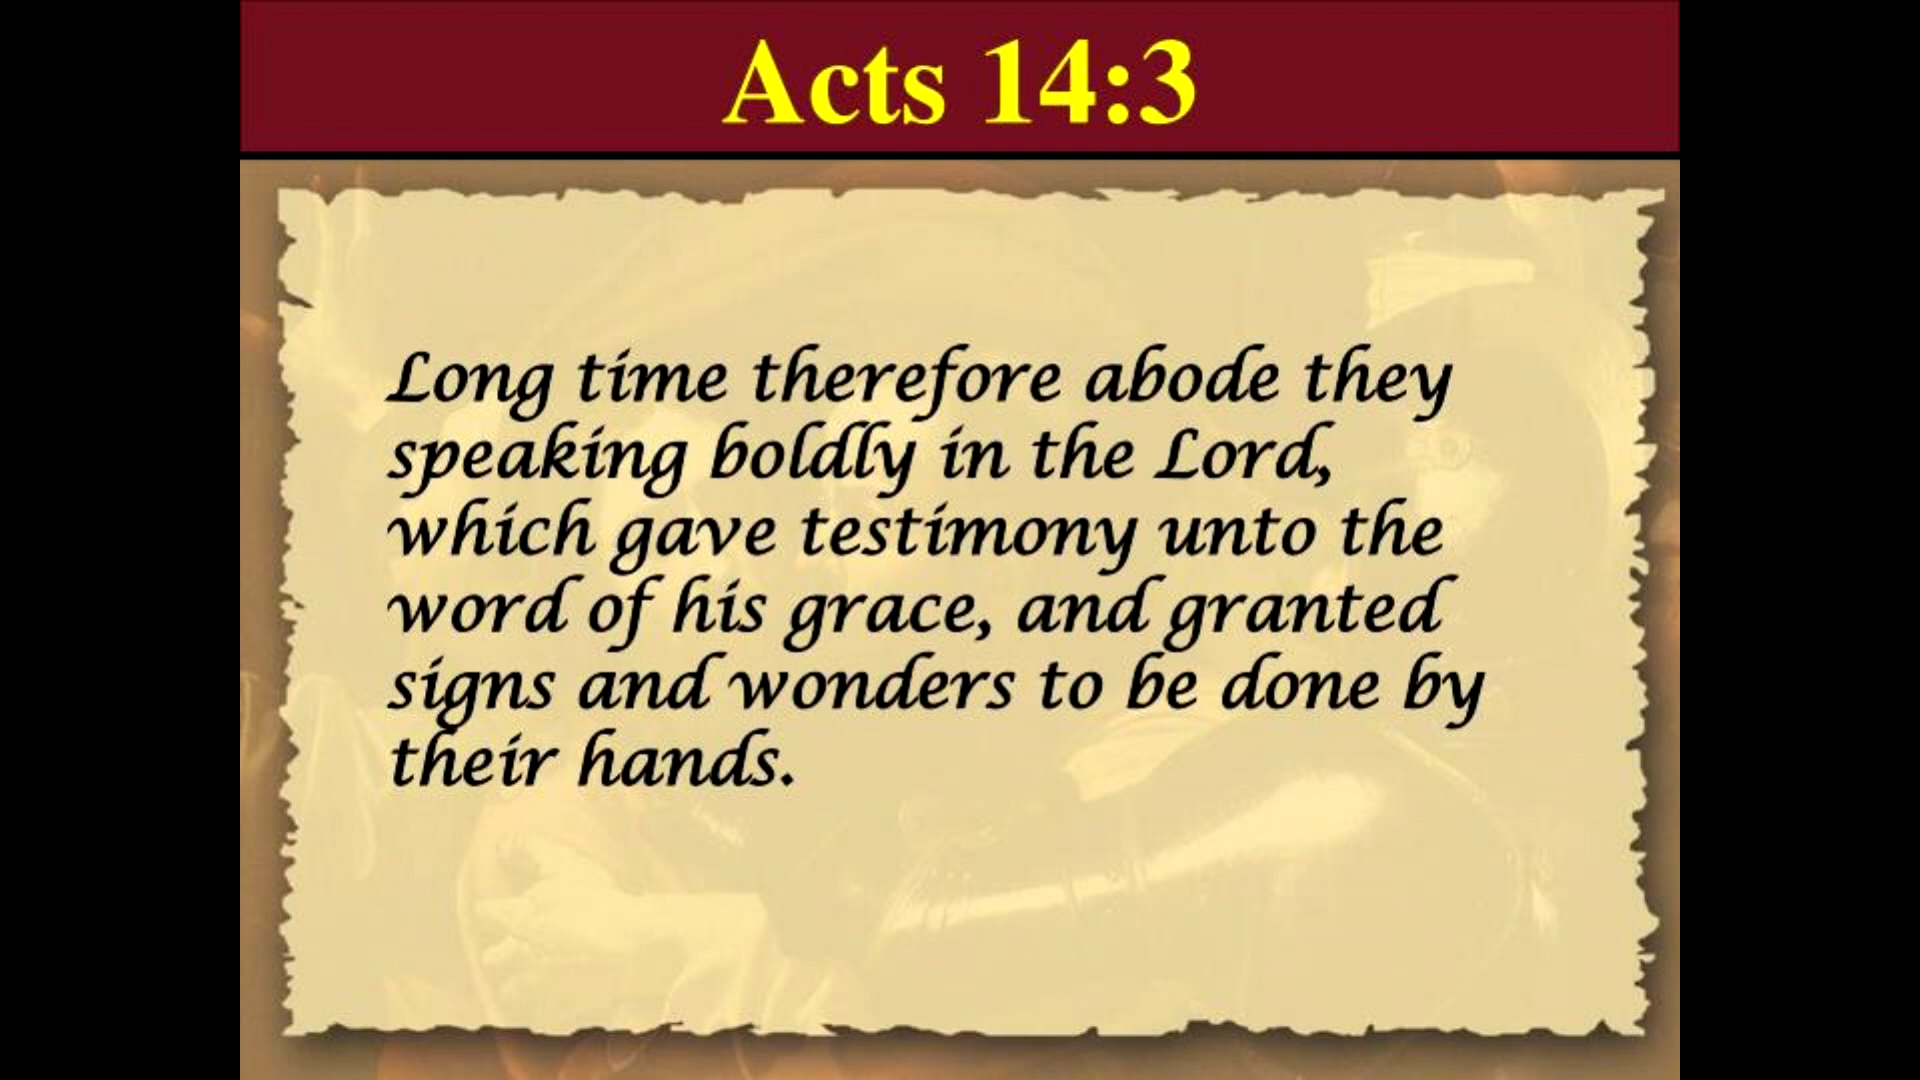 Acts 14:3
Long time therefore abode they
speaking boldly in the Lord,
which gave testimony unto the
word of his grace, and granted
signs and wonders to be done by
their hands.